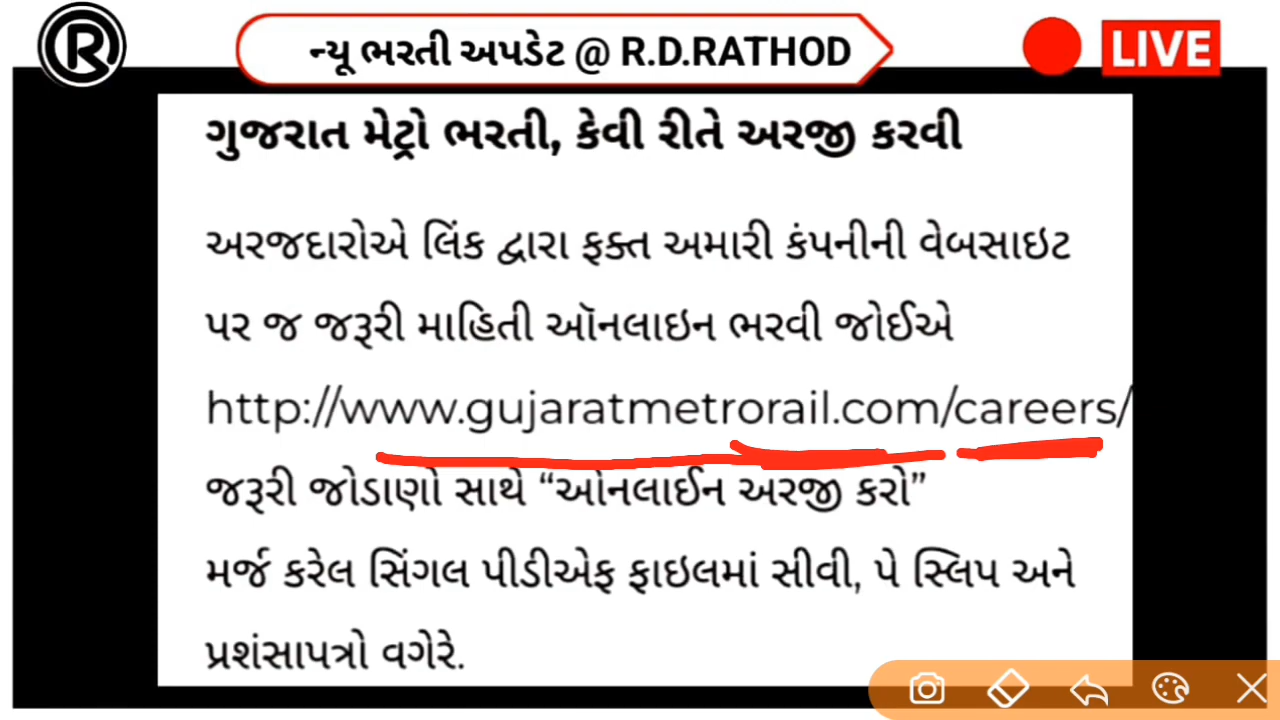 R
ન્યૂ ભરતી અપડેટ @ R.D.RATHOD
LIVE
ગુજરાત મેટ્રો ભરતી, કેવી રીતે અરજી કરવી
અરજદારોએ લિંક દ્વારા ફક્ત અમારી કંપનીની વેબસાઇટ
પર જ જરૂરી માહિતી ઑનલાઇન ભરવી જોઈએ
http://www.gujaratmetrorail.com/careers/
જરૂરી જોડાણો સાથે “ઓનલાઈન અરજી કરો”
મર્જ કરેલ સિંગલ પીડીએફ ફાઇલમાં સીવી, પે સ્લિપ અને
પ્રશંસાપત્રો વગેરે.